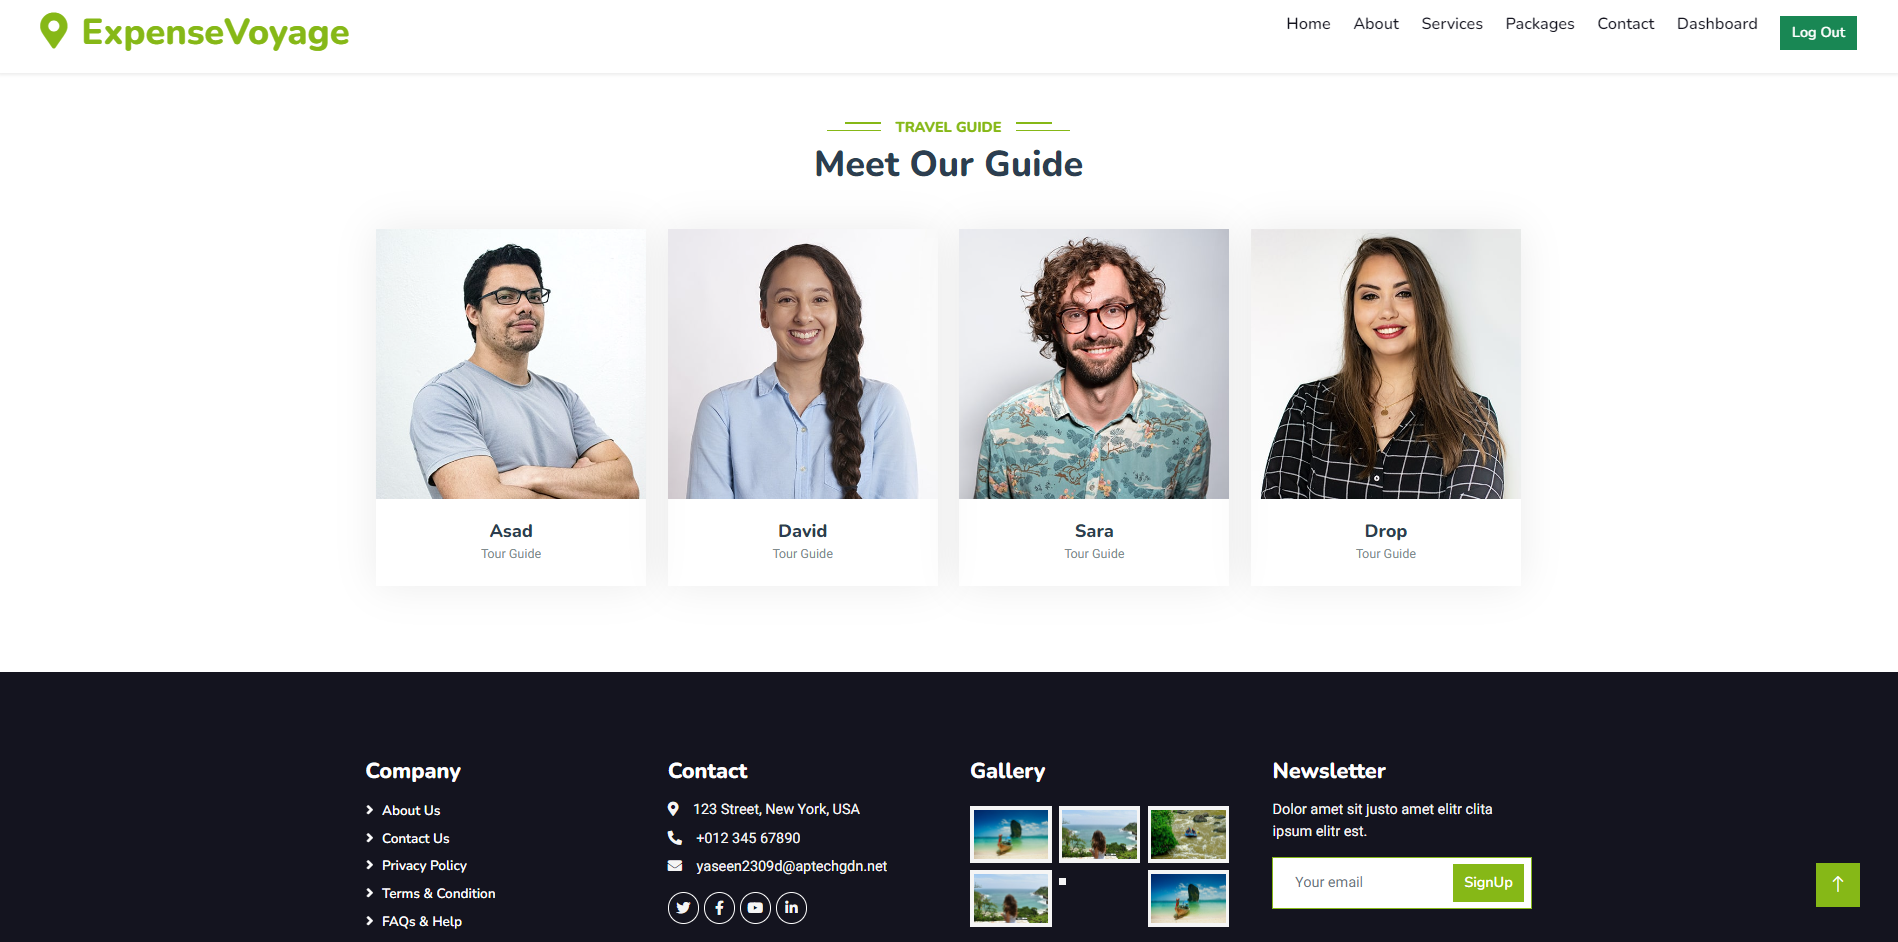 ExpenseVoyage
Home About Services Packages Contact Dashboard Log Out
TRAVEL GUIDE
Meet Our Guide
Asad
Tour Guide
David
Tour Guide
Sara
Tour Guide
Drop
Tour Guide
Company
About Us
Contact Us
Privacy Policy
Terms & Condition
FAQs & Help
Contact
123 Street, New York, USA
+012 345 67890
yaseen2309d@aptechgdn.net
Gallery
Newsletter
Dolor amet sit justo amet elitr clita
ipsum elitr est.
Your email SignUp